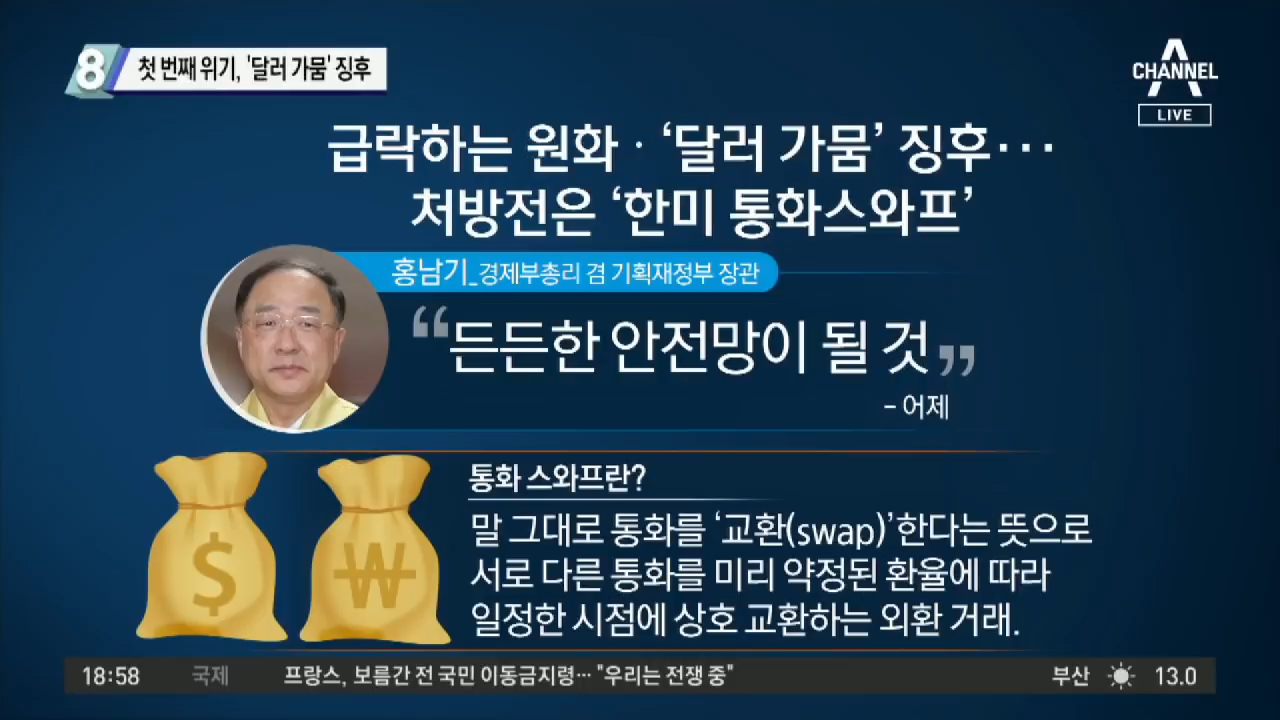 8 첫 번째 위기, '달러 가뭄' 징후
CHANNEL A
LIVE
급락하는 원화·‘달러 가뭄’ 징후···
처방전은 ‘한미 통화스와프’
홍남기_경제부총리 겸 기획재정부 장관
“든든한 안전망이 될 것”
- 어제
$ ₩
통화 스와프란?
말 그대로 통화를 ‘교환(swap)’한다는 뜻으로
서로 다른 통화를 미리 약정된 환율에 따라
일정한 시점에 상호 교환하는 외환 거래.
18:58 국제 프랑스, 보름간 전 국민 이동금지령··· "우리는 전쟁 중" 부산 13.0